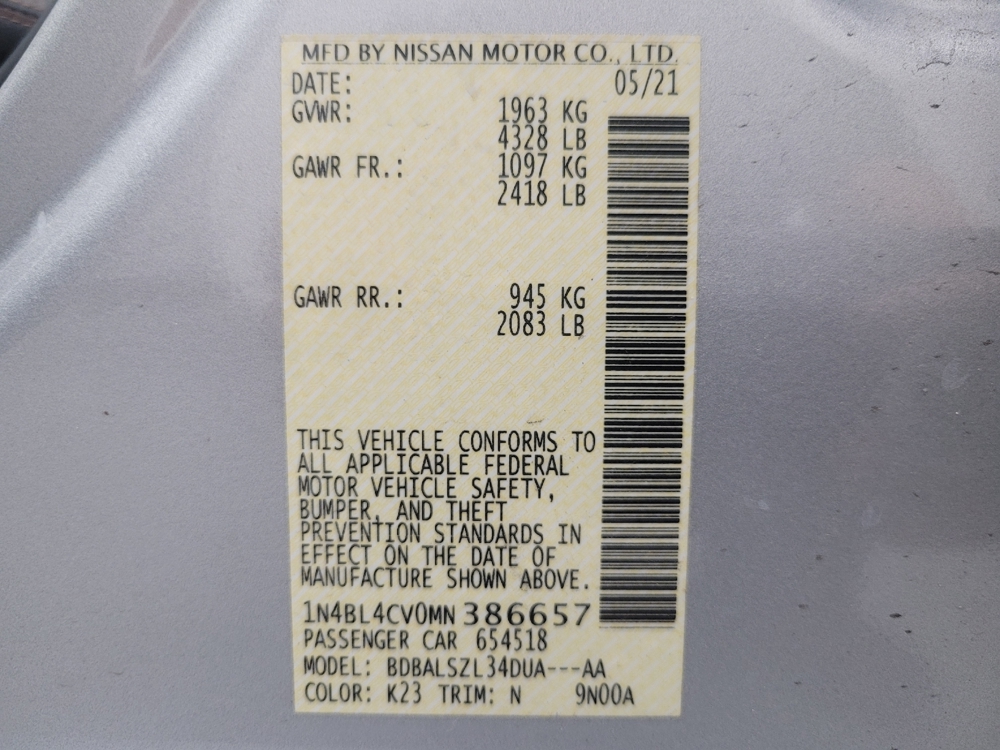 MFD BY NISSAN MOTOR CO., LTD.
DATE: 05/21
GVWR: 1963 KG
4328 LB
GAWR FR.: 1097 KG
2418 LB
GAWR RR.: 945 KG
2083 LB
THIS VEHICLE CONFORMS TO
ALL APPLICABLE FEDERAL
MOTOR VEHICLE SAFETY,
BUMPER, AND THEFT
PREVENTION STANDARDS IN
EFFECT ON THE DATE OF
MANUFACTURE SHOWN ABOVE.
1N4BL4CV0MN 386657
PASSENGER CAR 654518
MODEL: BDBALSZL34DUA---AA
COLOR: K23 TRIM: N 9N00A